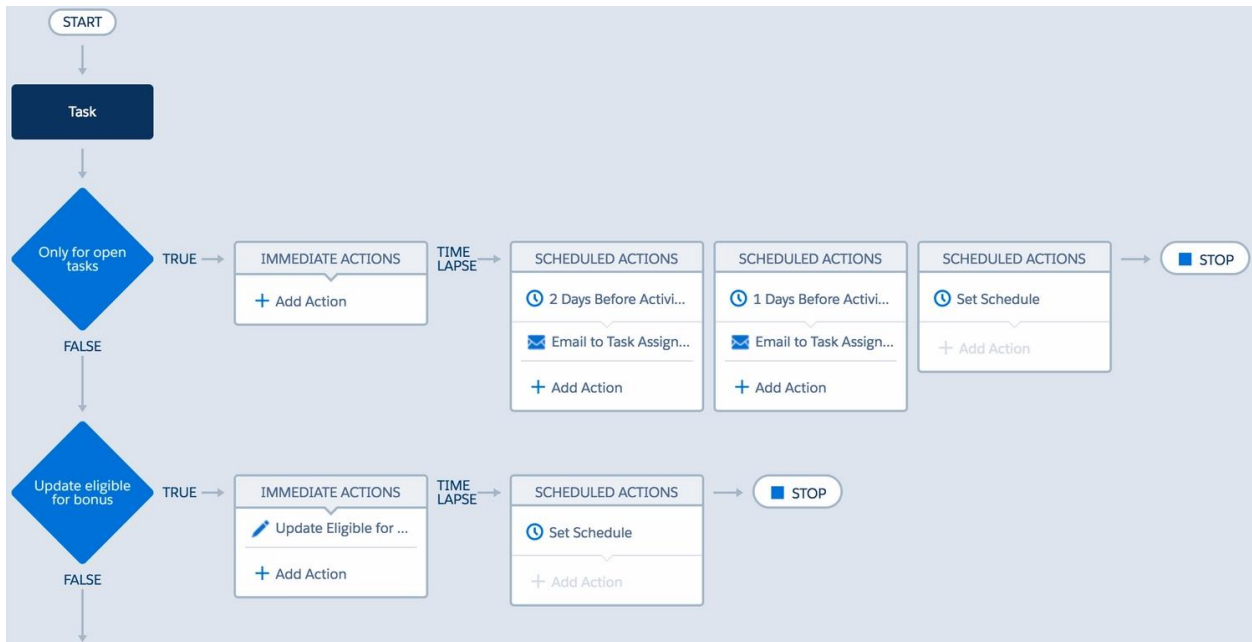 START
Task
Only for open
tasks
TRUE
IMMEDIATE ACTIONS
+ Add Action
TIME
LAPSE
SCHEDULED ACTIONS
2 Days Before Activi...
Email to Task Assign...
+ Add Action
SCHEDULED ACTIONS
1 Days Before Activi...
Email to Task Assign...
+ Add Action
SCHEDULED ACTIONS
Set Schedule
+ Add Action
STOP
FALSE
Update eligible
for bonus
TRUE
IMMEDIATE ACTIONS
Update Eligible for ...
+ Add Action
TIME
LAPSE
SCHEDULED ACTIONS
Set Schedule
+ Add Action
STOP
FALSE